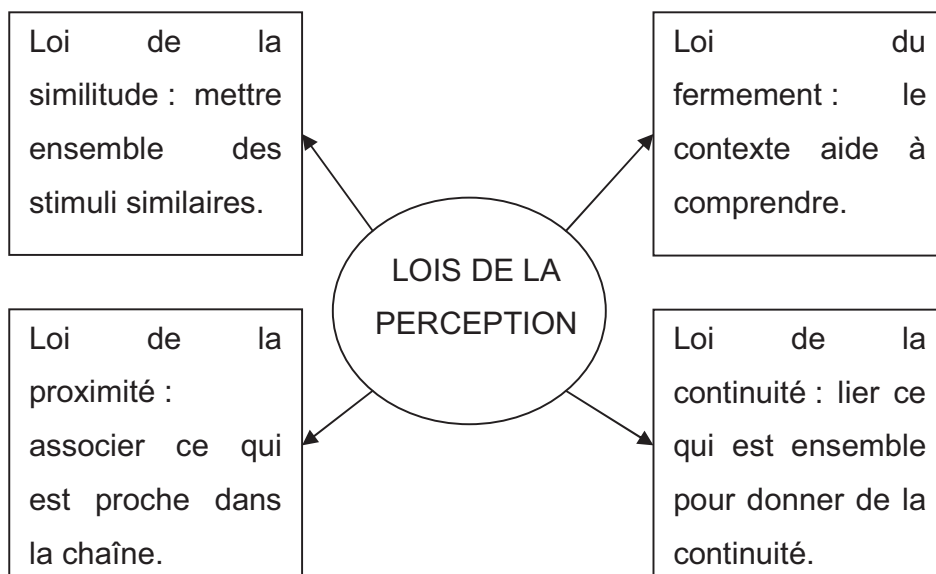 Loi de la
similitude : mettre
ensemble des
stimuli similaires.
Loi du
fermement : le
contexte aide à
comprendre.
LOIS DE LA
PERCEPTION
Loi de la
proximité :
associer ce qui
est proche dans
la chaîne.
Loi de la
continuité : lier ce
qui est ensemble
pour donner de la
continuité.